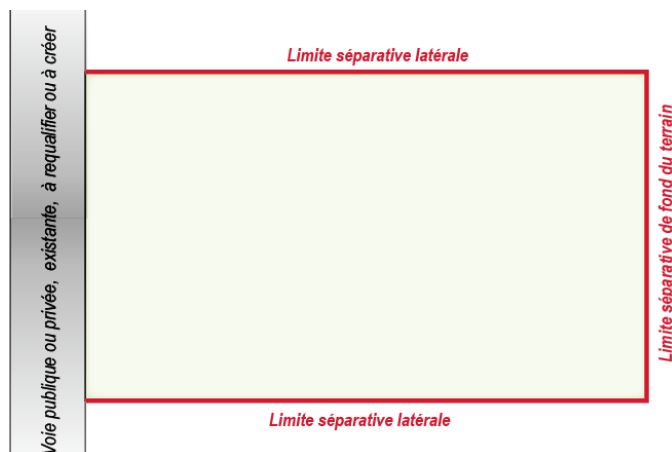 Limite séparative latérale
Voie publique ou privée, existante, à requalifier ou à créer
Limite séparative de fond du terrain
Limite séparative latérale